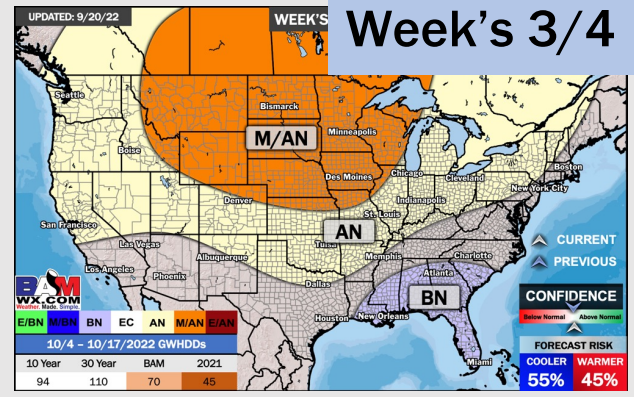 UPDATED: 9/20/22
WEEK'S
Week's 3/4
Seattle
Bismarck
M/AN
Minneapolis
Boise
Boston
Des Moines
Chicago
Cleveland
New York City
Denver
Indianapolis
St. Louis
San Francisco
AN
Las Vegas
Tulsa
CURRENT
Albuquerque
Memphis
Charlotte
Los Angeles
Phoenix
PREVIOUS
Atlanta
Dallas
BAM
WX.COM
Weather. Made. Simple.
BN
CONFIDENCE
Houston
New Orleans
Below Normal
Above Normal
E/BN M/BN BN EC AN M/AN E/AN
FORECAST RISK
10/4 – 10/17/2022 GWHDDs
COOLER WARMER
10 Year 30 Year BAM 2021
Miami
55% 45%
94 110 70 45